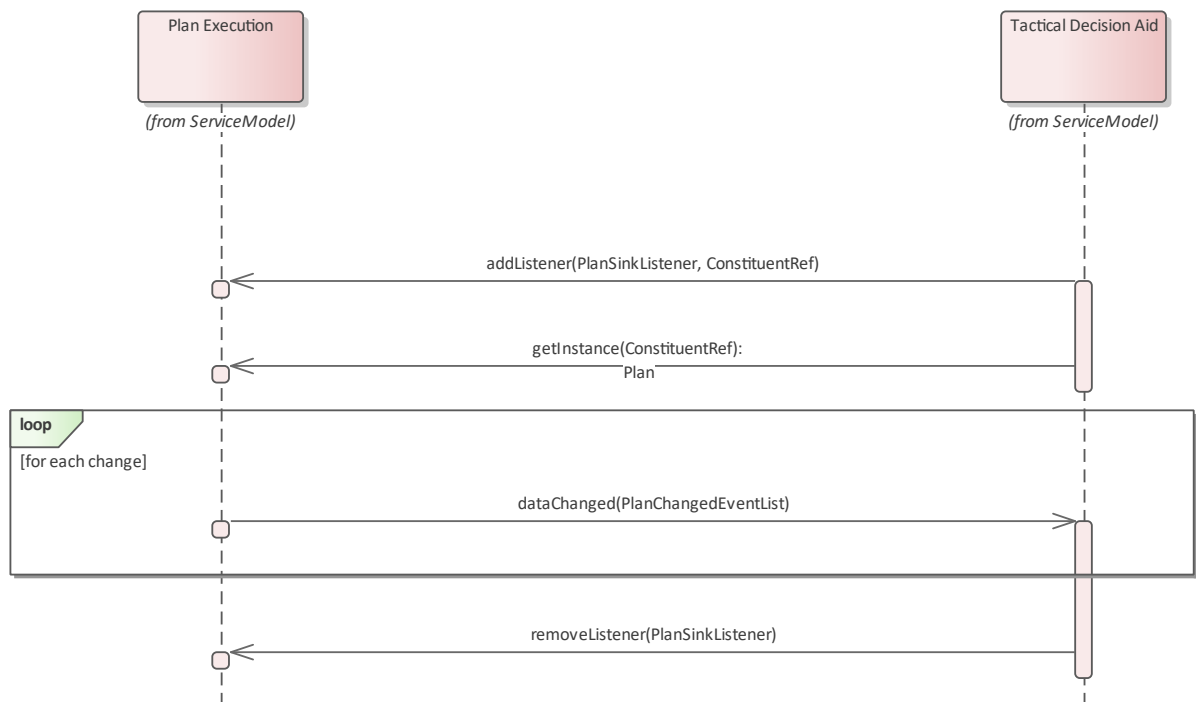 Plan Execution
Tactical Decision Aid
(from ServiceModel)
(from ServiceModel)
addListener(PlanSinkListener, ConstituentRef)
getInstance(ConstituentRef):
Plan
loop
[for each change]
dataChanged(PlanChangedEventList)
removeListener(PlanSinkListener)